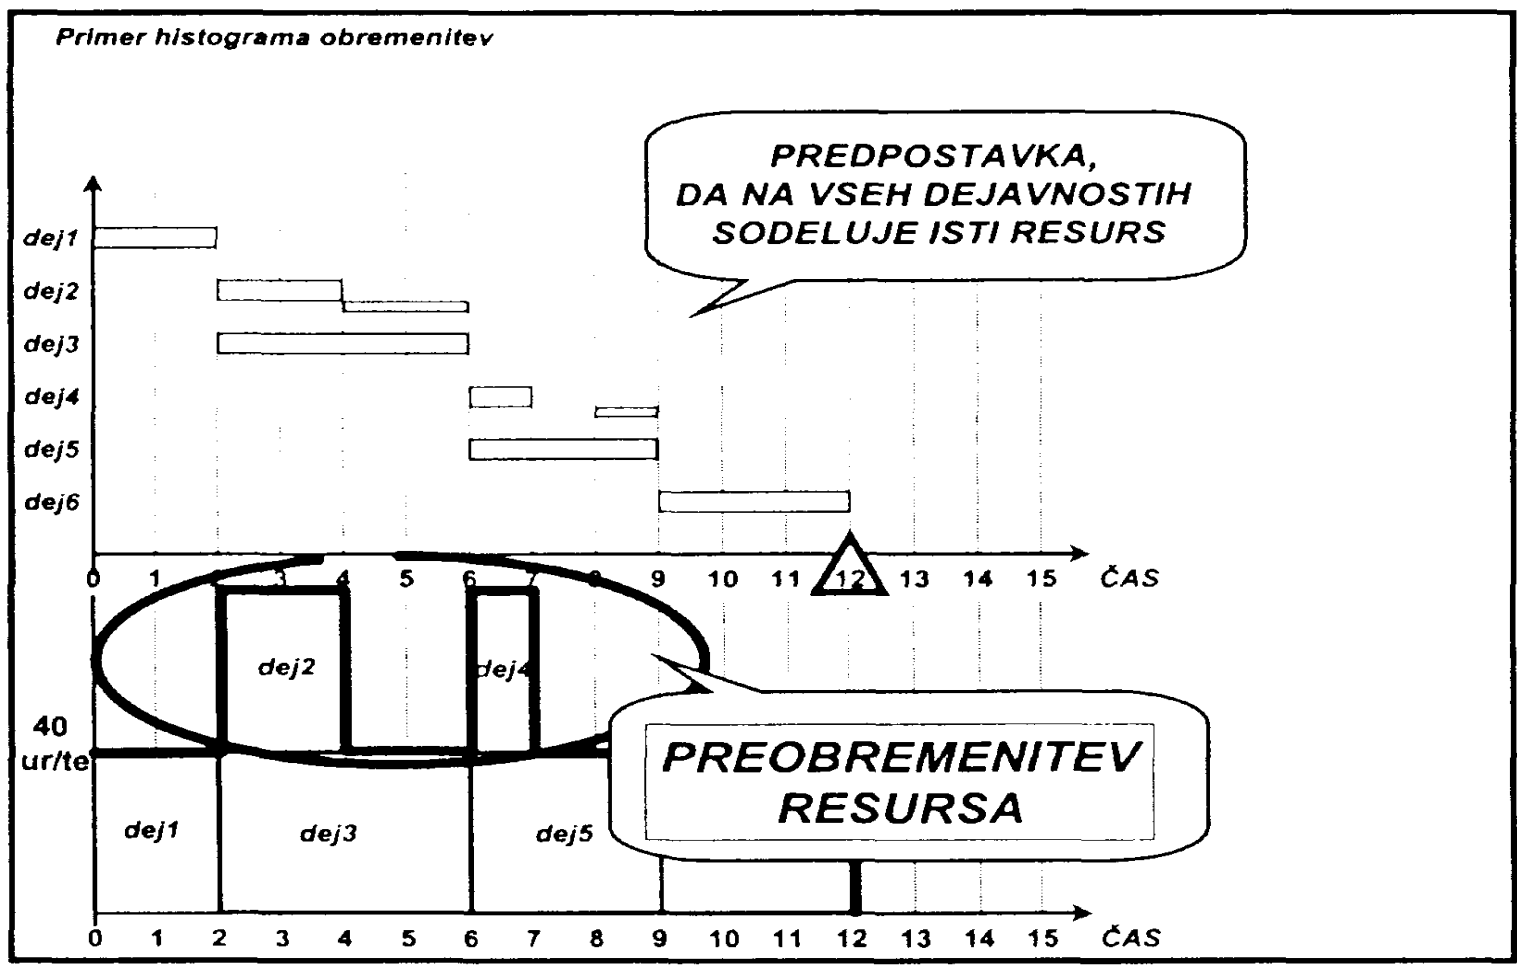 Primer histograma obremenitev
PREDPOSTAVKA,
DA NA VSEH DEJAVNOSTIH
SODELUJE ISTI RESURS
dej1
dej2
dej3
dej4
dej5
dej6
0 1 2 3 4 5 6 7 8 9 10 11 12 13 14 15 ČAS
dej2 dej4
40
ur/te
PREOBREMENITEV
RESURSA
dej1 dej3 dej5
0 1 2 3 4 5 6 7 8 9 10 11 12 13 14 15 ČAS